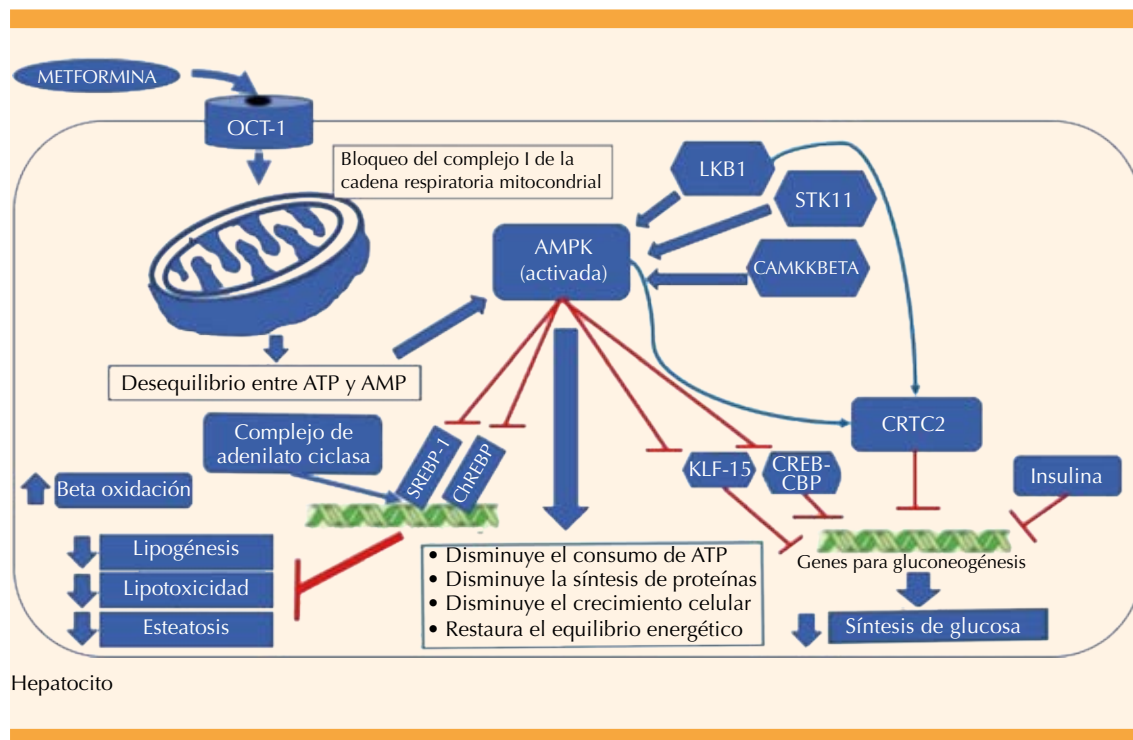 METFORMINA
OCT-1
Bloqueo del complejo I de la
cadena respiratoria mitocondrial
LKB1
STK11
AMPK
(activada)
CAMKKBETA
Desequilibrio entre ATP y AMP
Complejo de
adenilato ciclasa
SREBP-1
ChREBP
KLF-15
CREB-
CBP
CRTC2
Insulina
Beta oxidación
Lipogénesis
Lipotoxicidad
Esteatosis
• Disminuye el consumo de ATP
• Disminuye la síntesis de proteínas
• Disminuye el crecimiento celular
• Restaura el equilibrio energético
Genes para gluconeogénesis
Síntesis de glucosa
Hepatocito